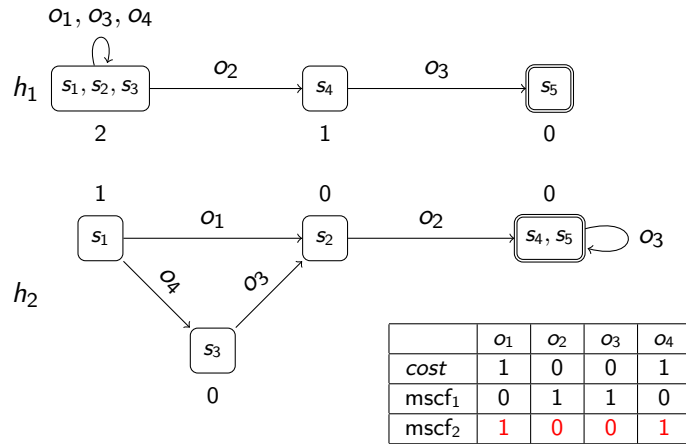 o₁, o₃, o₄
h₁ s₁, s₂, s₃ o₂ s₄ o₃ s₅
2 1 0
1 0 0
s₁ o₁ s₂ o₂ s₄, s₅ o₃
o₄ o₃
h₂
s₃
0
o₁ o₂ o₃ o₄
cost 1 0 0 1
mscf₁ 0 1 1 0
mscf₂ 1 0 0 1